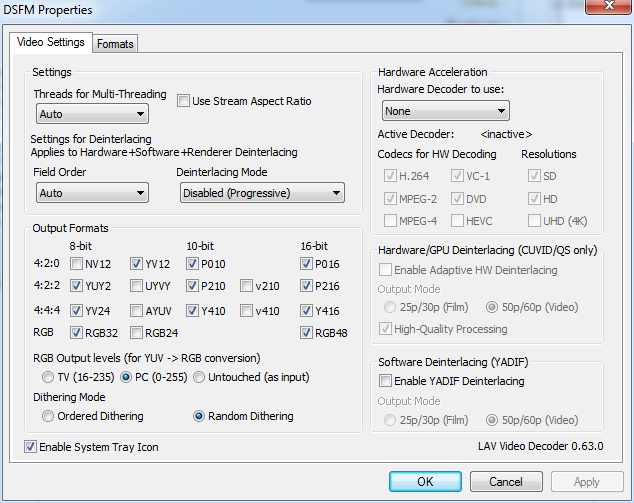 DSFM Properties
Video Settings
Formats
Settings
Threads for Multi-Threading
Auto
Use Stream Aspect Ratio
Settings for Deinterlacing
Applies to Hardware+Software+Renderer Deinterlacing
Field Order
Deinterlacing Mode
Auto
Disabled (Progressive)
Output Formats
8-bit 10-bit 16-bit
4:2:0 NV12 YV12 P010 P016
4:2:2 YUY2 UYVY P210 v210 P216
4:4:4 YV24 AYUV Y410 v410 Y416
RGB RGB32 RGB24 RGB48
RGB Output levels (for YUV -> RGB conversion)
TV (16-235) PC (0-255) Untouched (as input)
Dithering Mode
Ordered Dithering Random Dithering
Enable System Tray Icon
Hardware Acceleration
Hardware Decoder to use:
None
Active Decoder: <inactive>
Codecs for HW Decoding Resolutions
H.264 VC-1 SD
MPEG-2 DVD HD
MPEG-4 HEVC UHD (4K)
Hardware/GPU Deinterlacing (CUVID/QS only)
Enable Adaptive HW Deinterlacing
Output Mode
25p/30p (Film) 50p/60p (Video)
High-Quality Processing
Software Deinterlacing (YADIF)
Enable YADIF Deinterlacing
Output Mode
25p/30p (Film) 50p/60p (Video)
LAV Video Decoder 0.63.0
OK Cancel Apply